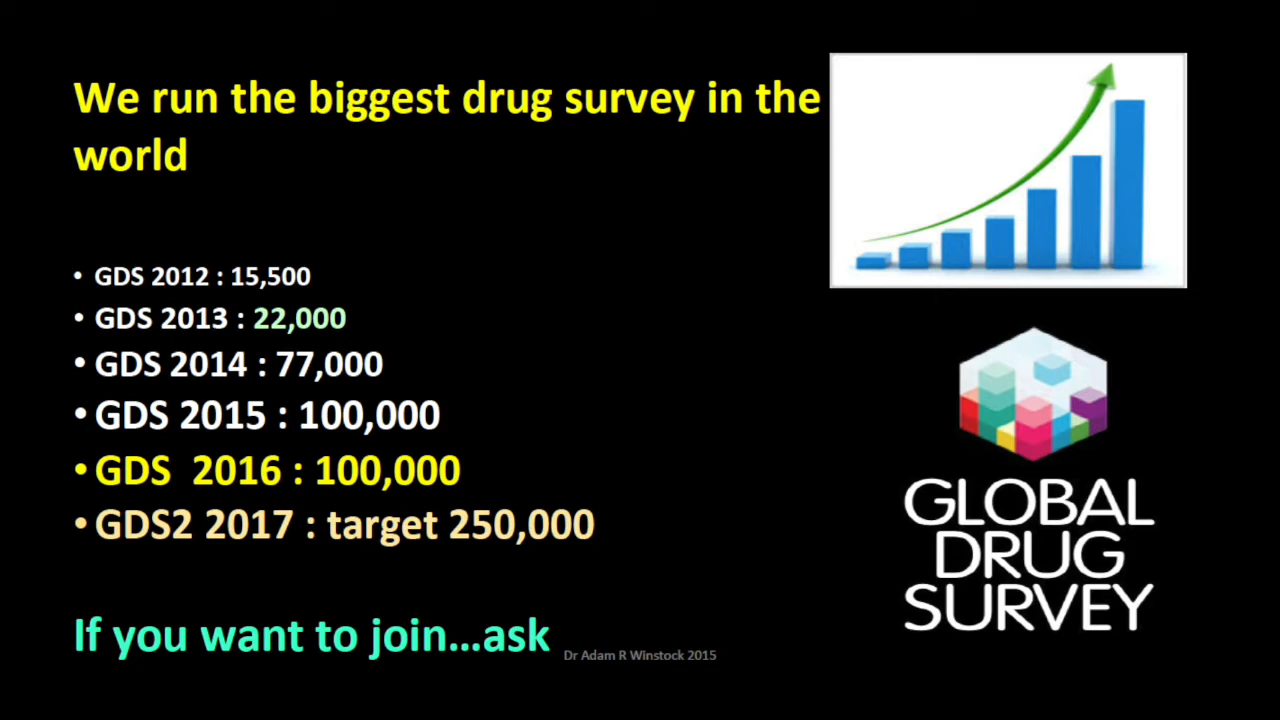 We run the biggest drug survey in the
world
• GDS 2012 : 15,500
• GDS 2013 : 22,000
• GDS 2014 : 77,000
• GDS 2015 : 100,000
• GDS  2016 : 100,000
• GDS2 2017 : target 250,000
If you want to join...ask
Dr Adam R Winstock 2015
GLOBAL
DRUG
SURVEY